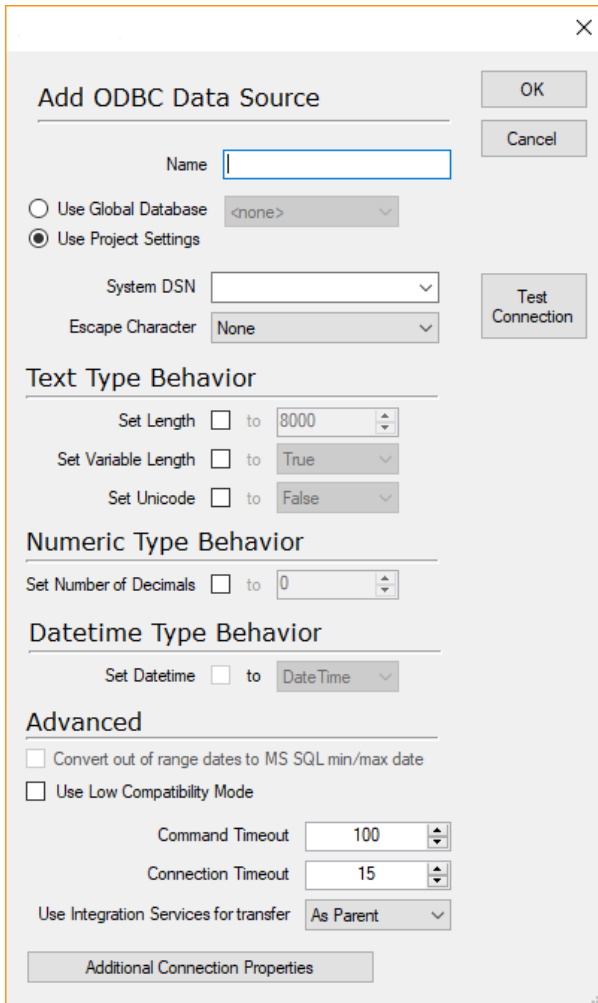 Add ODBC Data Source
OK
Cancel
Name
Use Global Database <none>
Use Project Settings
System DSN
Test
Connection
Escape Character None
Text Type Behavior
Set Length to 8000
Set Variable Length to True
Set Unicode to False
Numeric Type Behavior
Set Number of Decimals to 0
Datetime Type Behavior
Set Datetime to DateTime
Advanced
Convert out of range dates to MS SQL min/max date
Use Low Compatibility Mode
Command Timeout 100
Connection Timeout 15
Use Integration Services for transfer As Parent
Additional Connection Properties